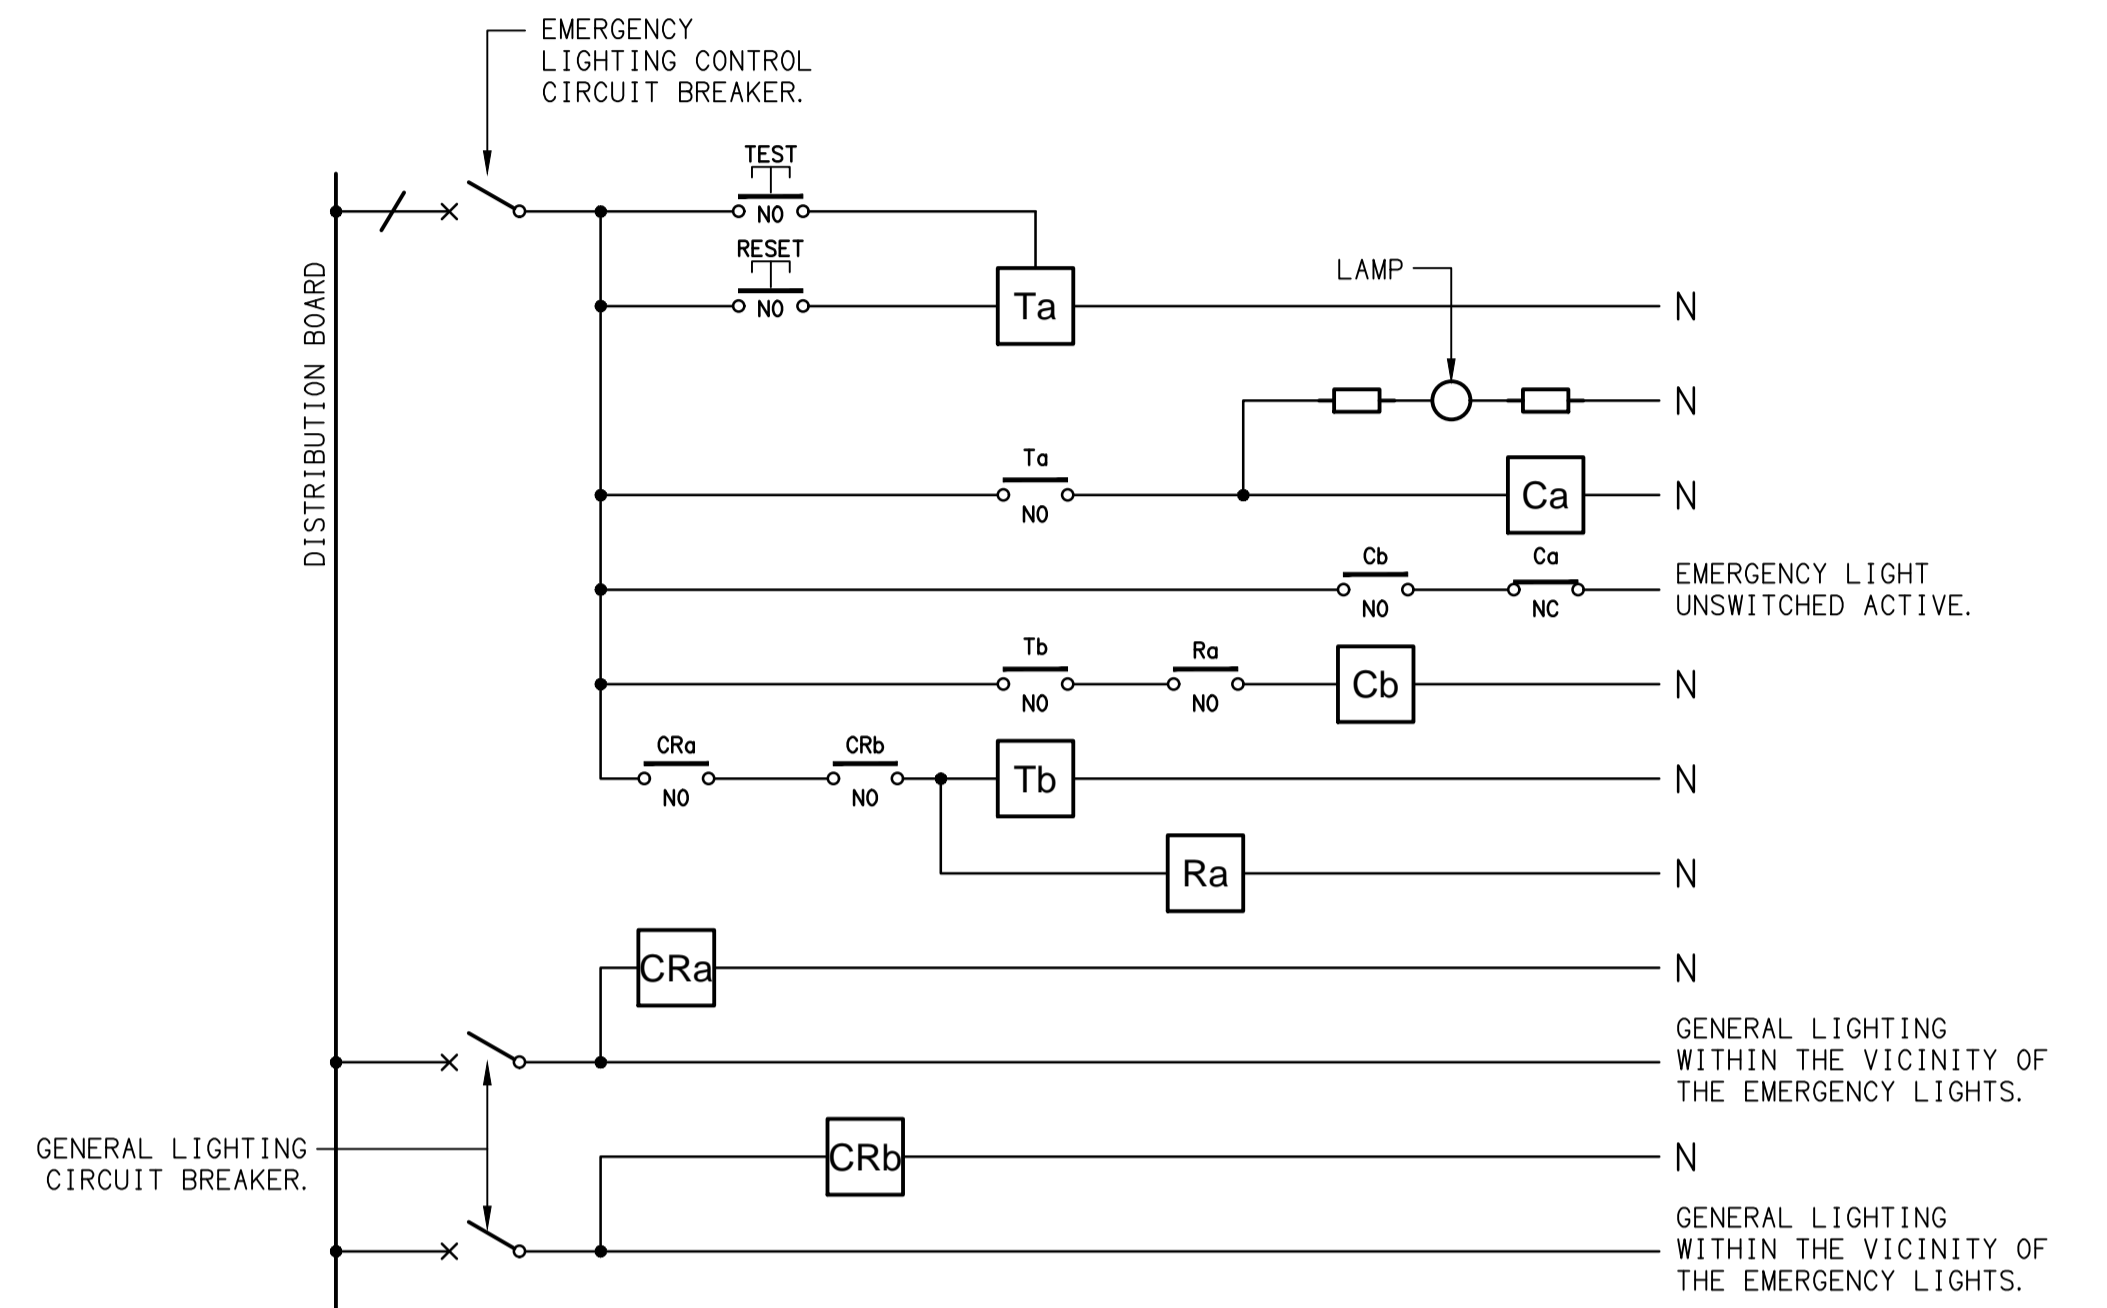 EMERGENCY
LIGHTING CONTROL
CIRCUIT BREAKER.
TEST
NO
RESET
NO
Ta
N
LAMP
N
Ta
NO
Ca
N
Cb
NO
Ca
NC
EMERGENCY LIGHT
UNSWITCHED ACTIVE.
Tb
NO
Ra
NO
Cb
N
CRa
NO
CRb
NO
Tb
N
Ra
N
CRa
N
DISTRIBUTION BOARD
GENERAL LIGHTING
WITHIN THE VICINITY OF
THE EMERGENCY LIGHTS.
GENERAL LIGHTING
CIRCUIT BREAKER.
CRb
N
GENERAL LIGHTING
WITHIN THE VICINITY OF
THE EMERGENCY LIGHTS.